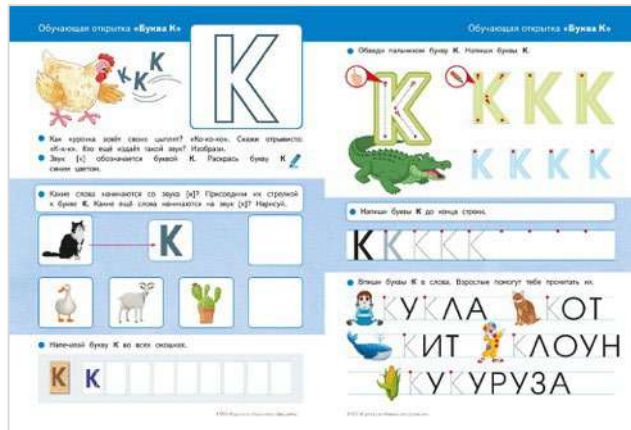 Обучающая открытка «Буква К»
К К К
К
Как курочка зовёт своих цыплят? «Ко-ко-ко». Скажи отрывисто:
«К-к-к». Кто ещё издаёт такой звук? Изобрази.
Звук [к] обозначается буквой К. Раскрась букву К
синим цветом.
Какие слова начинаются со звука [к]? Присоедини их стрелкой
к букве К. Какие ещё слова начинаются на звук [к]? Нарисуй.
К
Напечатай букву К во всех окошках.
К К
Обучающая открытка «Буква К»
Обведи пальчиком букву К. Напиши буквы К.
К К К К
К К К К
Напиши буквы К до конца строки.
К К К К К
Впиши буквы К в слова. Взрослые помогут тебе прочитать их.
КУКЛА КОТ
КИТ КЛОУН
КУКУРУЗА